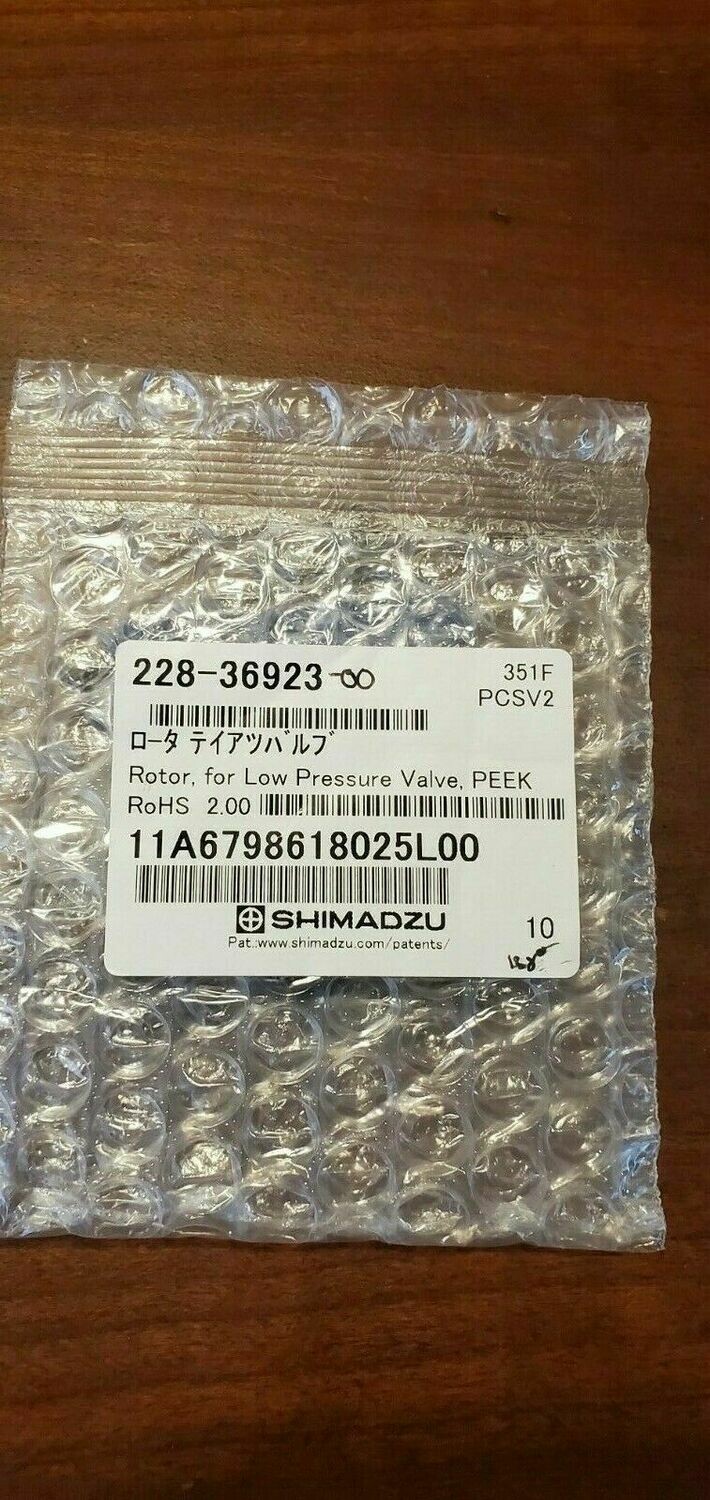 228-36923-00
351F
PCSV2
ロータ テイアツバルブ
Rotor, for Low Pressure Valve, PEEK
RoHS 2.00
11A6798618025L00
SHIMADZU
Pat.:www.shimadzu.com/patents/
10